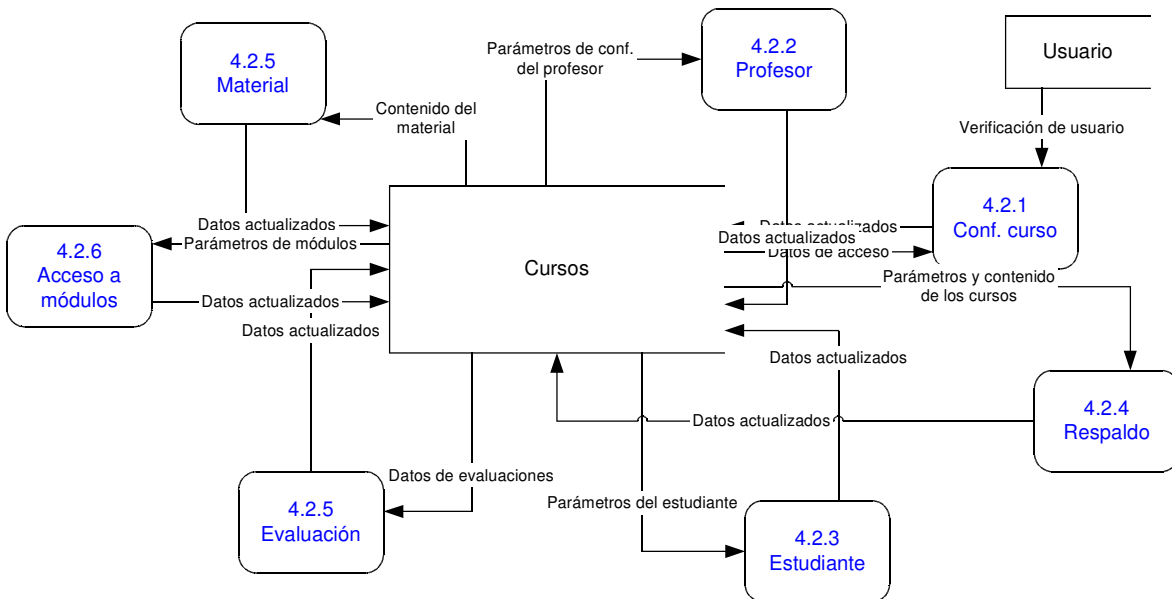 4.2.5
Material
Parámetros de conf.
del profesor
4.2.2
Profesor
Usuario
Contenido del
material
Verificación de usuario
4.2.1
Conf. curso
Datos actualizados
Parámetros de módulos
4.2.6
Acceso a
módulos
Datos actualizados
Datos actualizados
Cursos
Datos actualizados
Datos actualizados
Datos de acceso
Parámetros y contenido
de los cursos
Datos actualizados
4.2.4
Respaldo
Datos actualizados
Datos de evaluaciones
4.2.5
Evaluación
Parámetros del estudiante
4.2.3
Estudiante